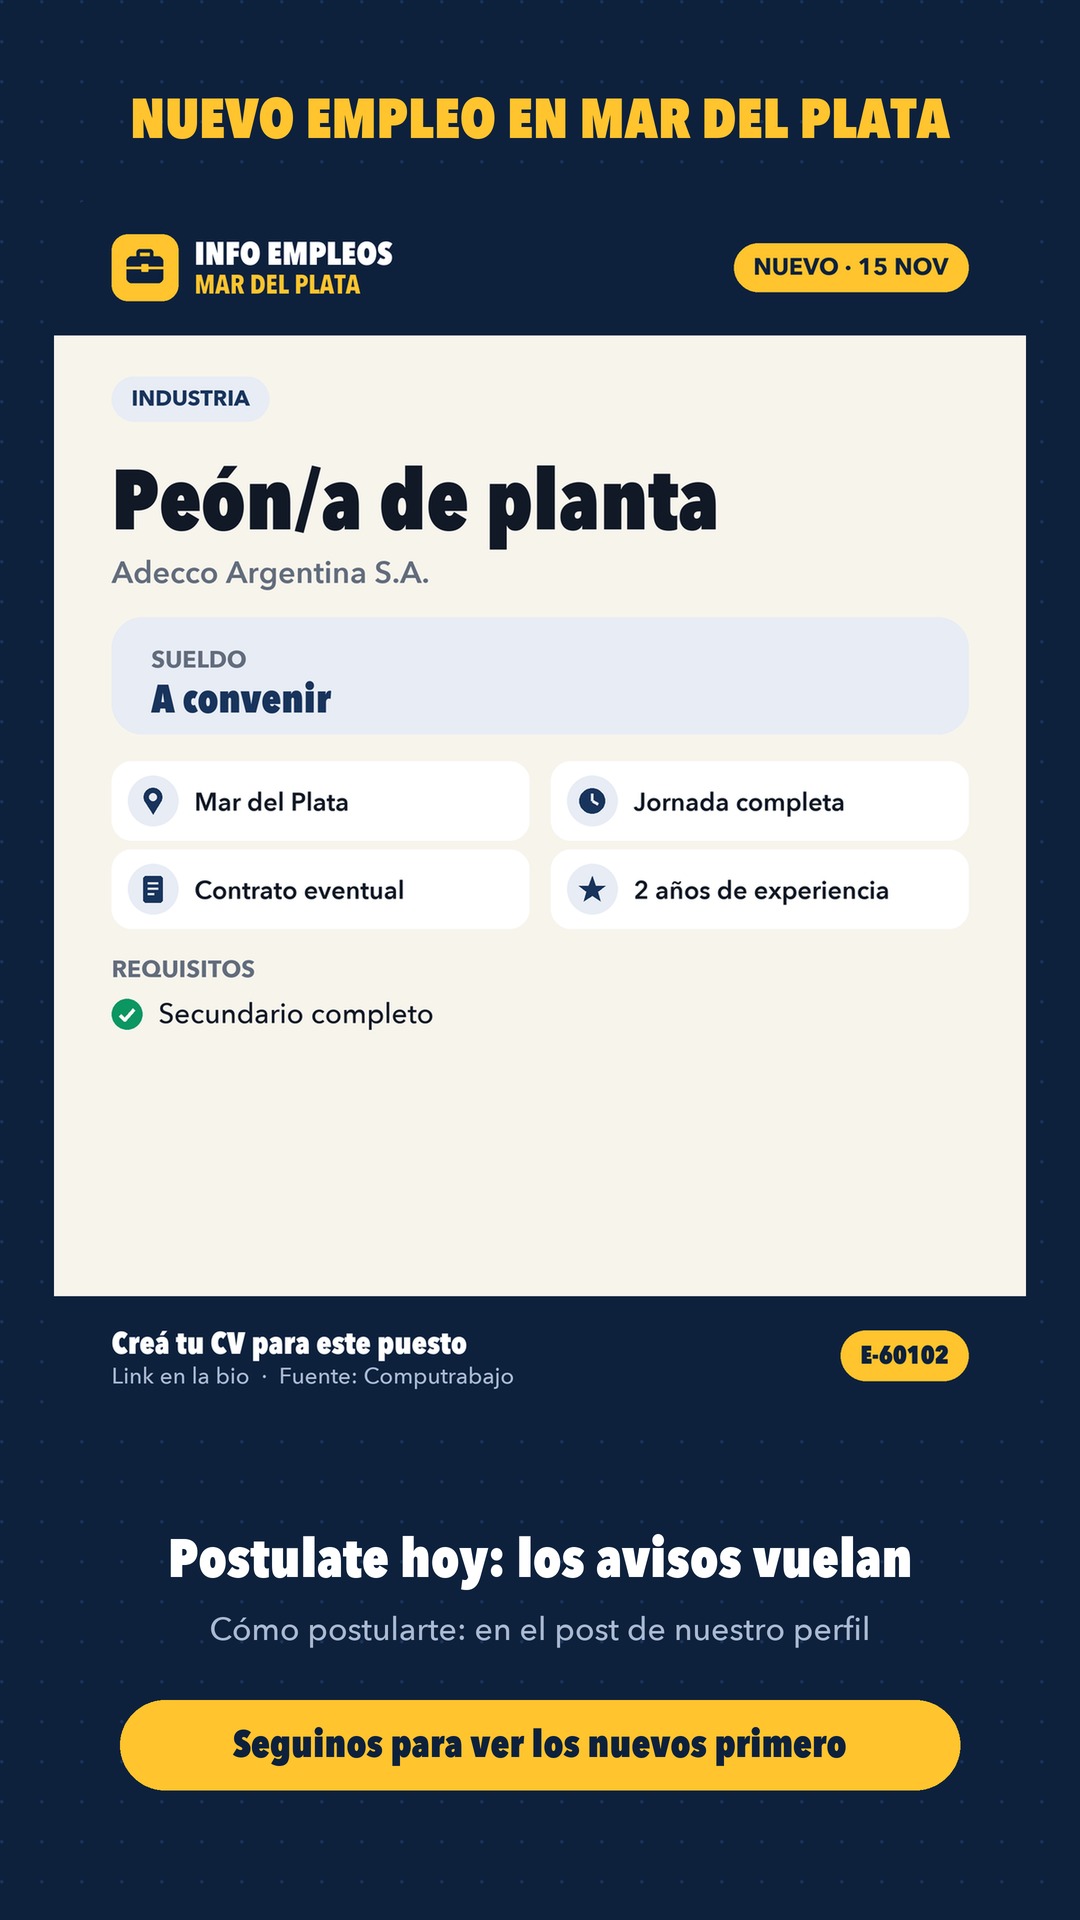 NUEVO EMPLEO EN MAR DEL PLATA
INFO EMPLEOS
MAR DEL PLATA
NUEVO · 15 NOV
INDUSTRIA
Peón/a de planta
Adecco Argentina S.A.
SUELDO
A convenir
Mar del Plata
Jornada completa
Contrato eventual
2 años de experiencia
REQUISITOS
Secundario completo
Creá tu CV para este puesto
Link en la bio · Fuente: Computrabajo
E-60102
Postulate hoy: los avisos vuelan
Cómo postularte: en el post de nuestro perfil
Seguinos para ver los nuevos primero